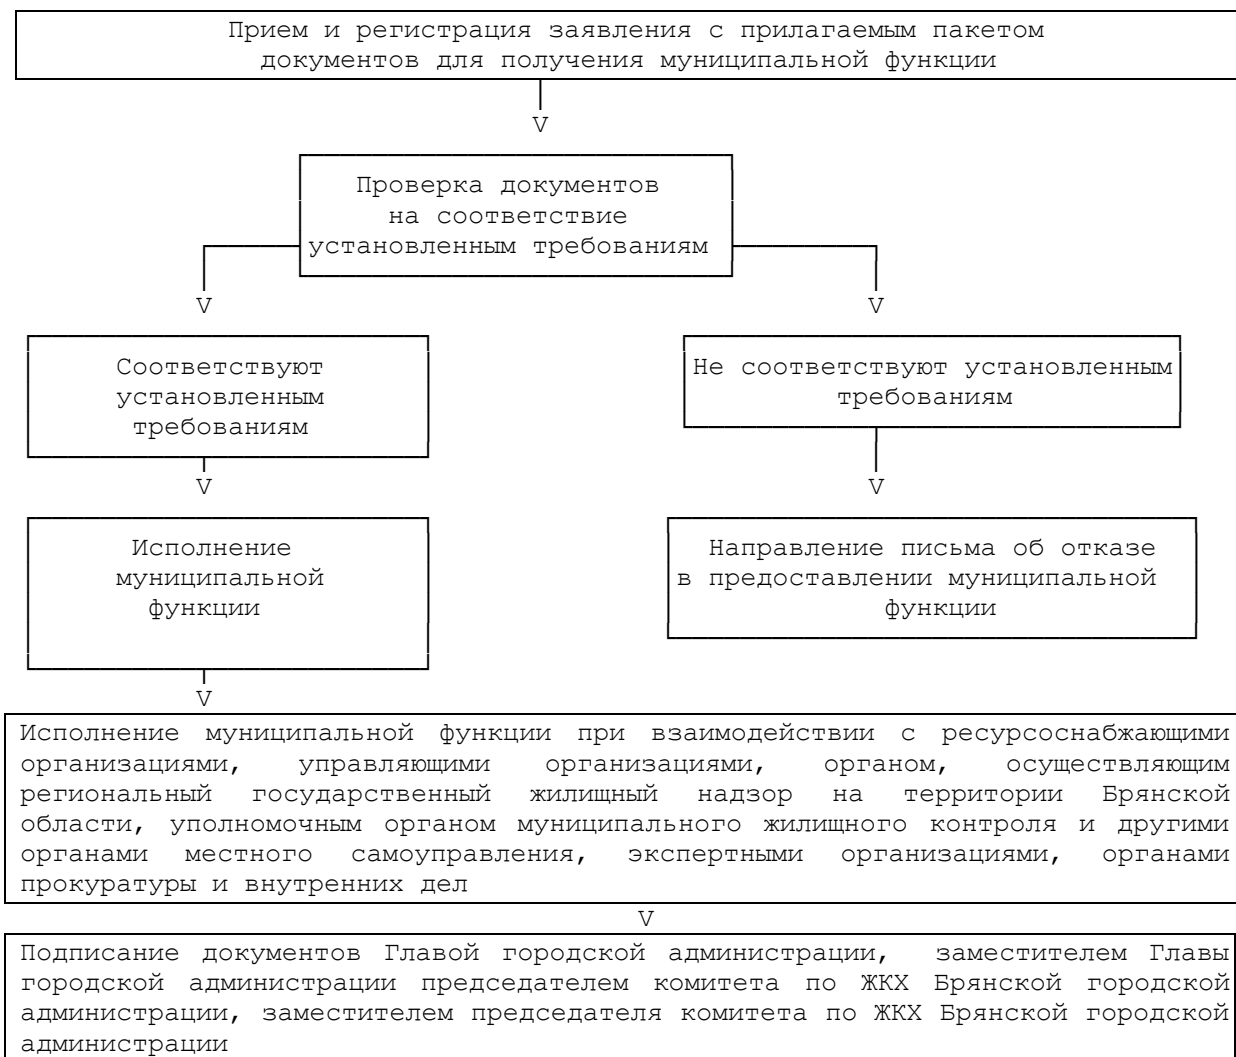 Прием и регистрация заявления с прилагаемым пакетом
документов для получения муниципальной функции
V
Проверка документов
на соответствие
установленным требованиям
V
V
Соответствуют
установленным
требованиям
Не соответствуют установленным
требованиям
V
V
Исполнение
муниципальной
функции
Направление письма об отказе
в предоставлении муниципальной
функции
V
Исполнение муниципальной функции при взаимодействии с ресурсоснабжающими
организациями, управляющими организациями, органом, осуществляющим
региональный государственный жилищный надзор на территории Брянской
области, уполномочным органом муниципального жилищного контроля и другими
органами местного самоуправления, экспертными организациями, органами
прокуратуры и внутренних дел
V
Подписание документов Главой городской администрации, заместителем Главы
городской администрации председателем комитета по ЖКХ Брянской городской
администрации, заместителем председателя комитета по ЖКХ Брянской городской
администрации